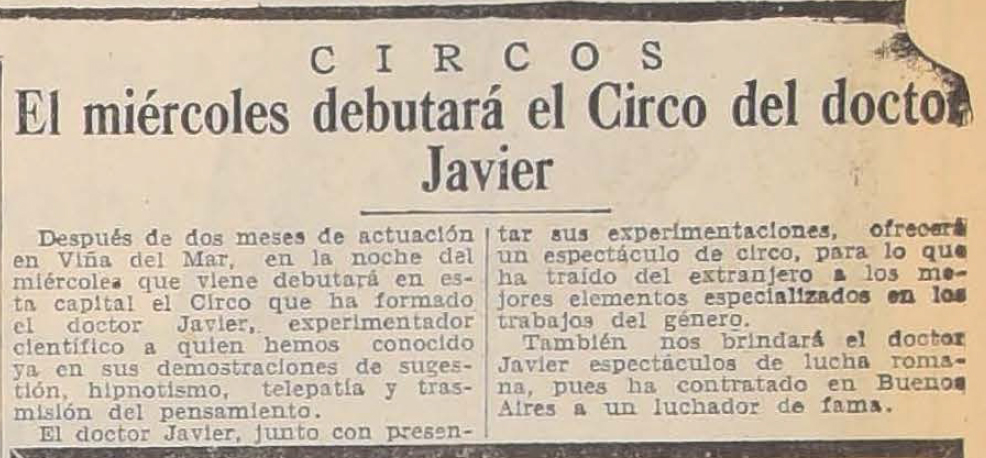 CIRCOS
El miércoles debutará el Circo del doctor
Javier
Después de dos meses de actuación
en Viña del Mar, en la noche del
miércoles que viene debutará en es-
ta capital el Circo que ha formado
el doctor Javier, experimentador
científico a quien hemos conocido
ya en sus demostraciones de suges-
tión, hipnotismo, telepatía y tras-
misión del pensamiento.
El doctor Javier, junto con presen-
tar sus experimentaciones, ofrecerá
un espectáculo de circo, para lo que
ha traído del extranjero a los me-
jores elementos especializados en los
trabajos del género.
También nos brindará el doctor
Javier espectáculos de lucha roma-
na, pues ha contratado en Buenos
Aires a un luchador de fama.